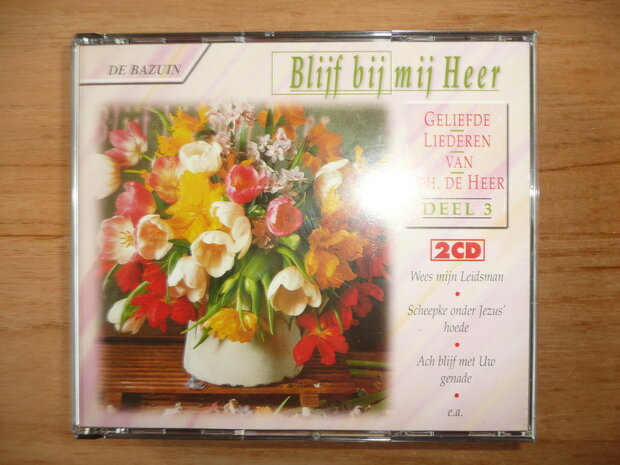 DE BAZUIN
Blijf bij mij Heer
GELIEFDE
LIEDEREN
VAN
DE HEER
DEEL 3
2CD
Wees mijn Leidsman
Scheepke onder Jezus'
hoede
Ach blijf met Uw
genade
e.a.